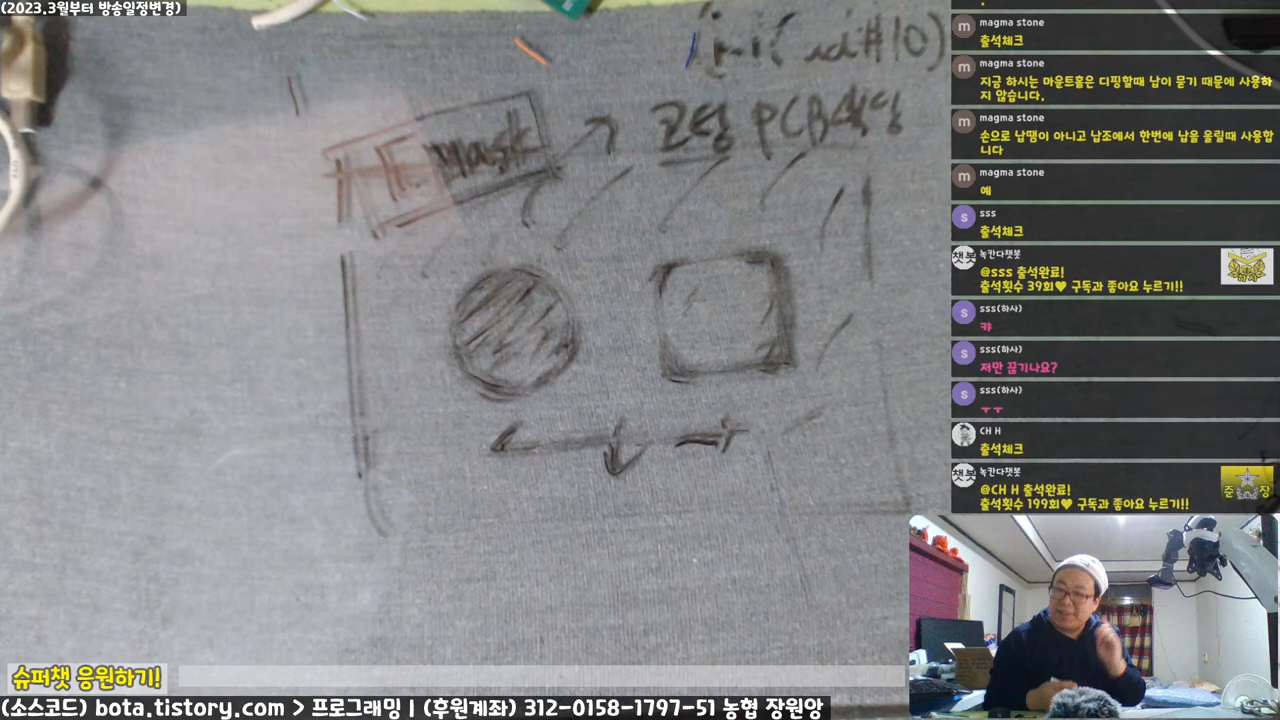 (2023.3월부터 방송일정변경)
Mask
고정 PCB
magma stone
출석체크
magma stone
지금 하시는 마운트홀은 디핑할때 납이 묻기 때문에 사용하
지 않습니다.
magma stone
손으로 납땜이 아니고 납조에서 한번에 납을 올릴때 사용합
니다
magma stone
예
sss
출석체크
챗봇
녹칸다챗봇
@sss 출석완료!
출석횟수 39회♥ 구독과 좋아요 누르기!!
하사
sss(하사)
캬
sss(하사)
저만 끊기나요?
sss(하사)
ㅜㅜ
CH H
출석체크
챗봇
녹칸다챗봇
@CH H 출석완료!
출석횟수 199회♥ 구독과 좋아요 누르기!!
준장
슈퍼챗 응원하기!
(소스코드) bota.tistory.com > 프로그래밍 | (후원계좌) 312-0158-1797-51 농협 장원앙